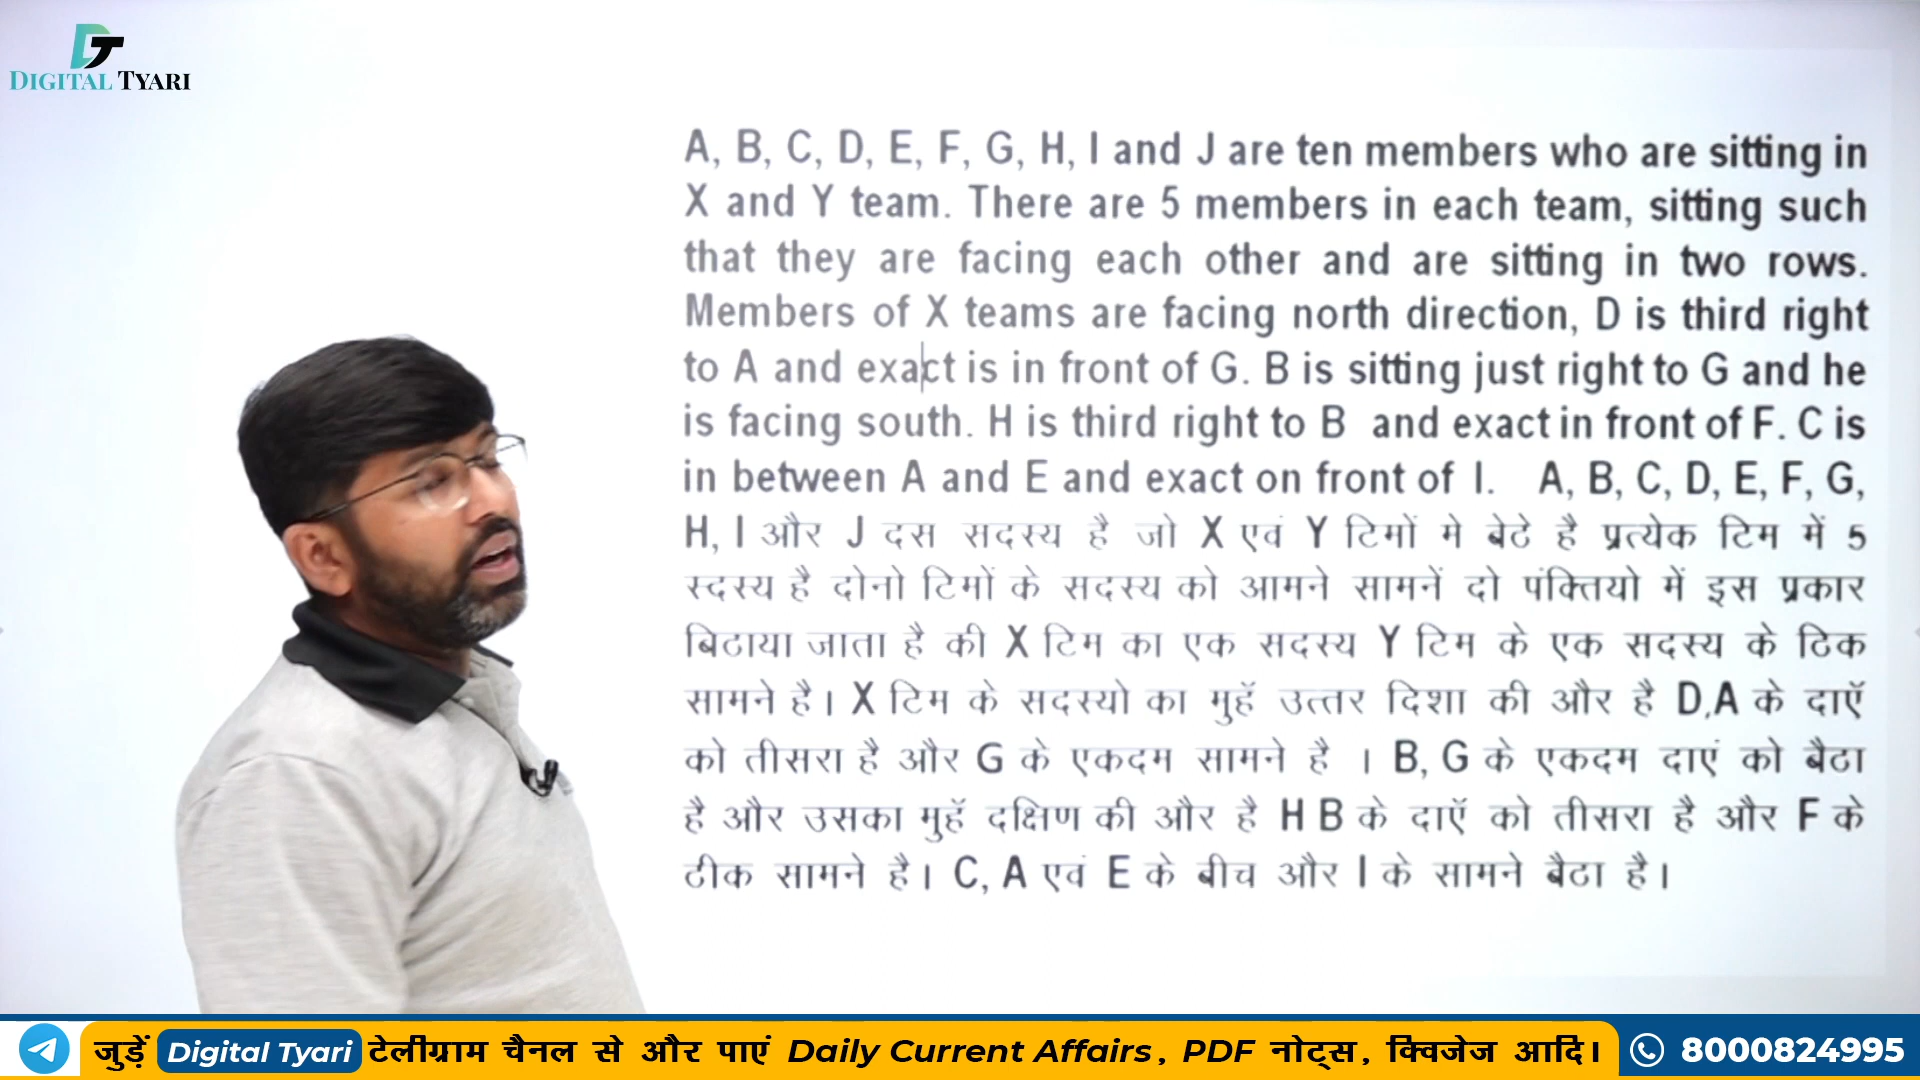 DIGITAL TYARI
A, B, C, D, E, F, G, H, I and J are ten members who are sitting in
X and Y team. There are 5 members in each team, sitting such
that they are facing each other and are sitting in two rows.
Members of X teams are facing north direction, D is third right
to A and exact is in front of G. B is sitting just right to G and he
is facing south. H is third right to B and exact in front of F. C is
in between A and E and exact on front of I. A, B, C, D, E, F, G,
H, I और J दस सदस्य है जो X एवं Y टिमों मे बेटे है प्रत्येक टिम में 5
स्दस्य है दोनो टिमों के सदस्य को आमने सामनें दो पंक्तियो में इस प्रकार
बिटाया जाता है की X टिम का एक सदस्य Y टिम के एक सदस्य के ठिक
सामने है। X टिम के सदस्यो का मुहॅ उत्तर दिशा की और है D,A के दाऍ
को तीसरा है और G के एकदम सामने है । B, G के एकदम दाएं को बैठा
है और उसका मुहॅ दक्षिण की और है H B के दाऍ को तीसरा है और F के
ठीक सामने है। C, A एवं E के बीच और I के सामने बैठा है।
जुड़ें Digital Tyari टेलीग्राम चैनल से और पाएं Daily Current Affairs, PDF नोट्स, क्विजेज आदि। 8000824995